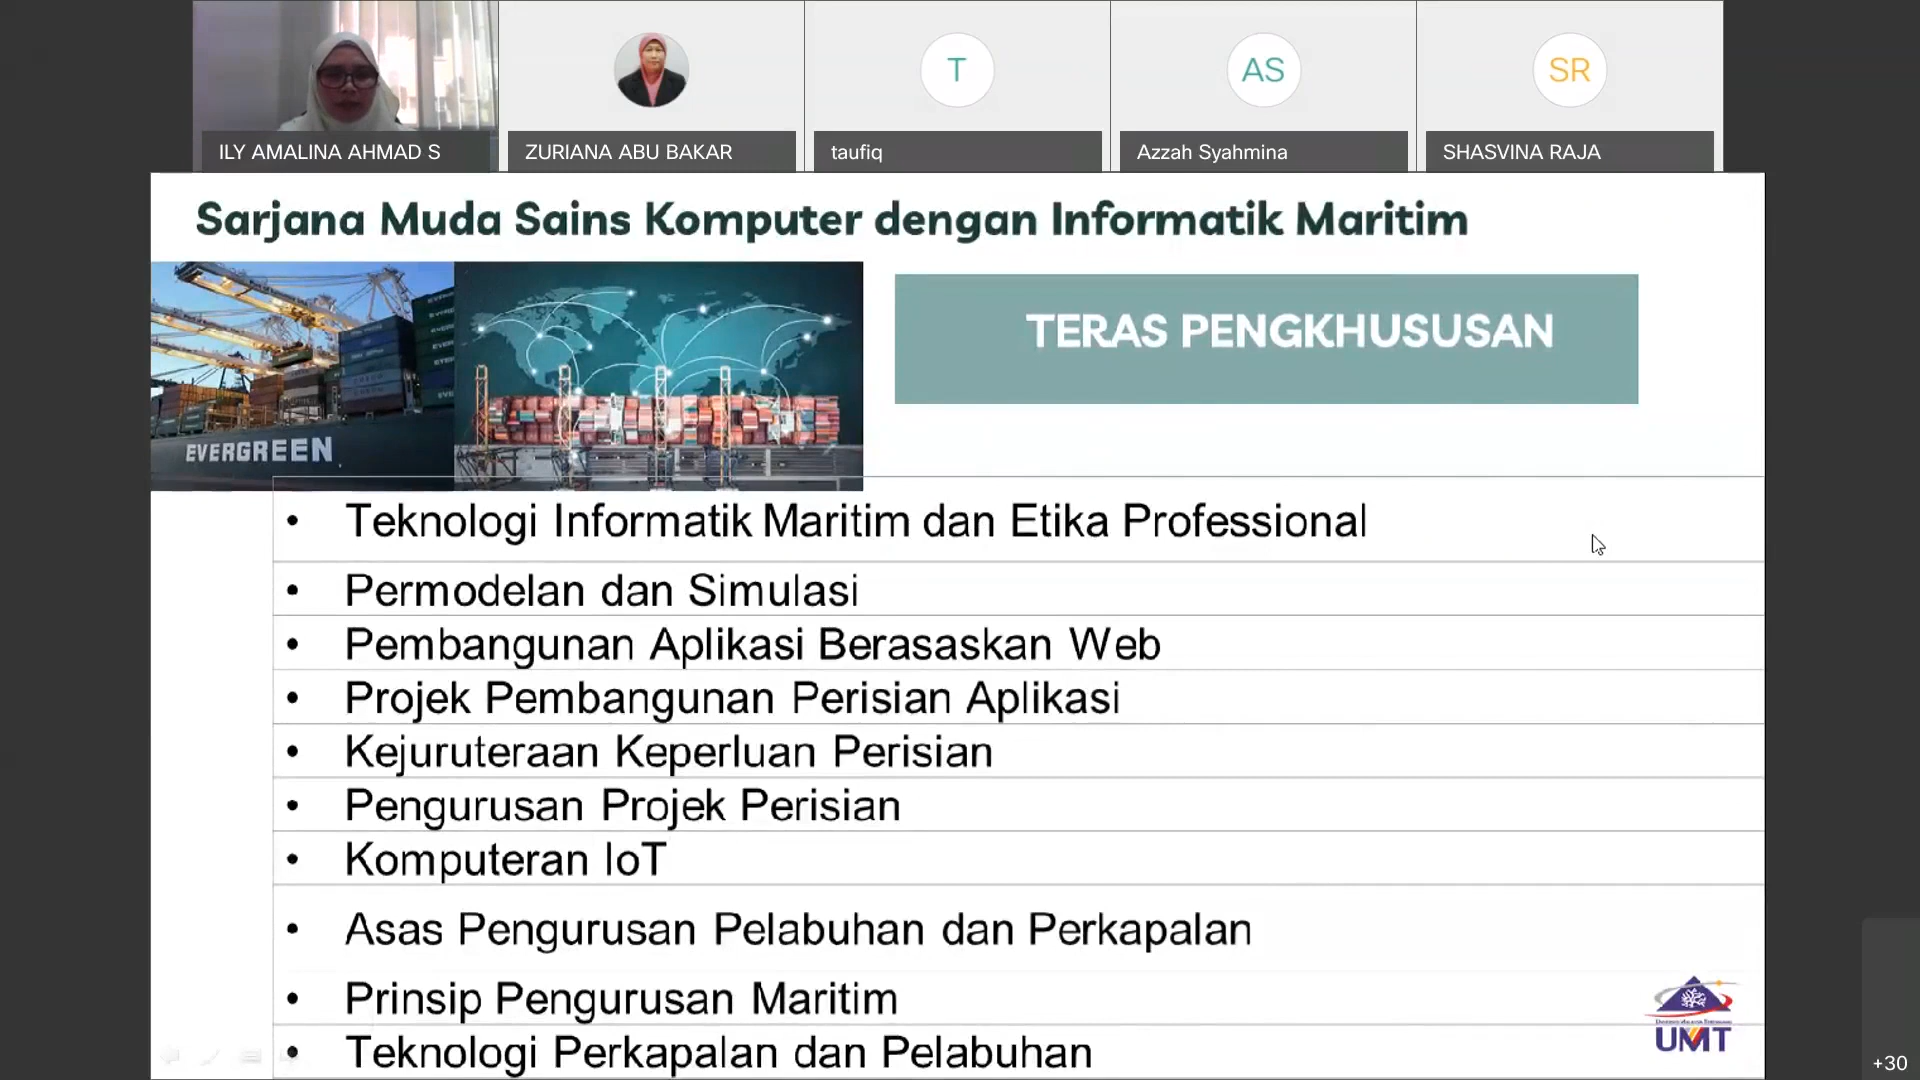 ILY AMALINA AHMAD S
ZURIANA ABU BAKAR
T
taufiq
AS
Azzah Syahmina
SR
SHASVINA RAJA
Sarjana Muda Sains Komputer dengan Informatik Maritim
EVERGREEN
TERAS PENGKHUSUSAN
• Teknologi Informatik Maritim dan Etika Professional
• Permodelan dan Simulasi
• Pembangunan Aplikasi Berasaskan Web
• Projek Pembangunan Perisian Aplikasi
• Kejuruteraan Keperluan Perisian
• Pengurusan Projek Perisian
• Komputeran IoT
• Asas Pengurusan Pelabuhan dan Perkapalan
• Prinsip Pengurusan Maritim
• Teknologi Perkapalan dan Pelabuhan
UMT
+30